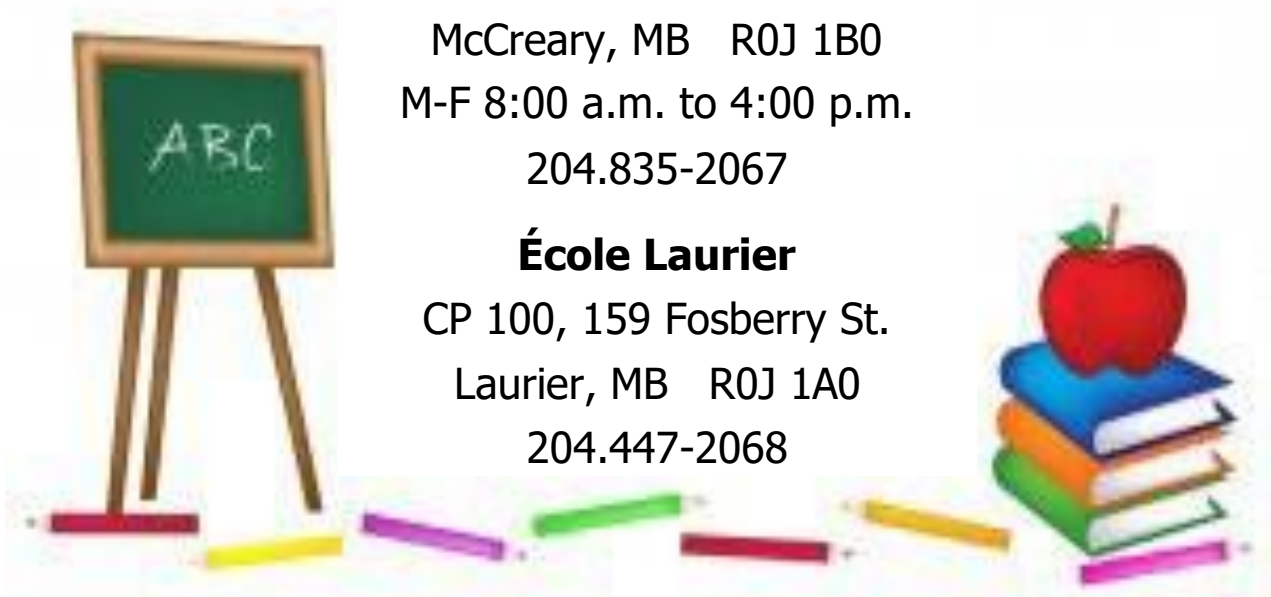 McCreary, MB R0J 1B0
M-F 8:00 a.m. to 4:00 p.m.
204.835-2067
École Laurier
CP 100, 159 Fosberry St.
Laurier, MB R0J 1A0
204.447-2068
ABC